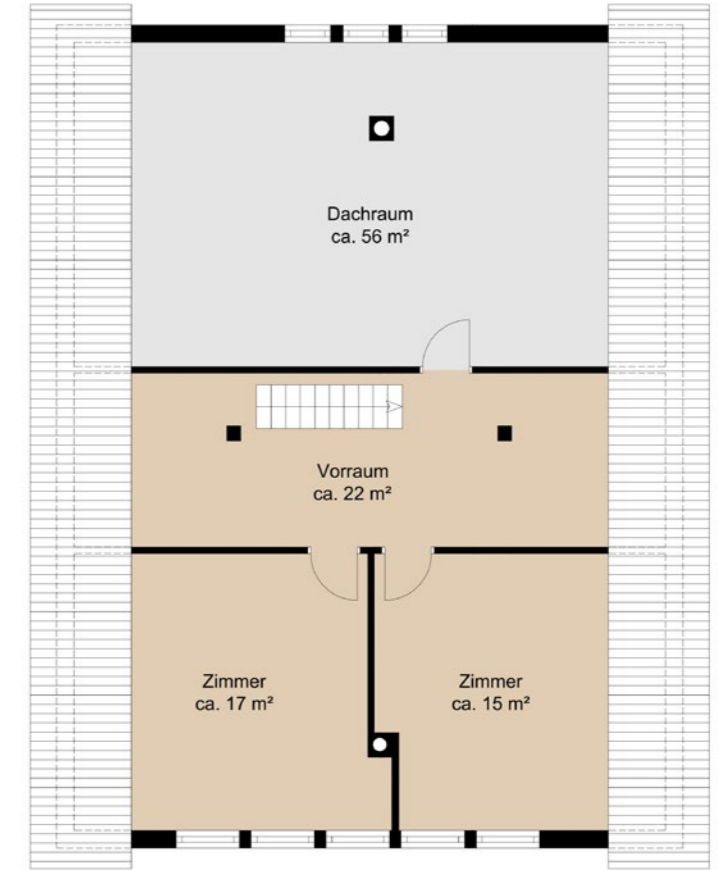 Dachraum
ca. 56 m²
Vorraum
ca. 22 m²
Zimmer
ca. 17 m²
Zimmer
ca. 15 m²